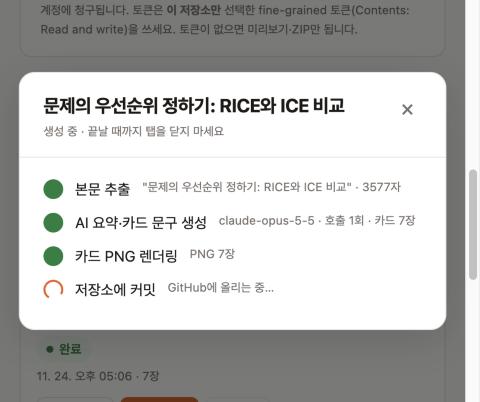 계정에 청구됩니다. 토큰은 이 저장소만 선택한 fine-grained 토큰(Contents:
Read and write)을 쓰세요. 토큰이 없으면 미리보기·ZIP만 됩니다.
문제의 우선순위 정하기: RICE와 ICE 비교
생성 중 · 끝날 때까지 탭을 닫지 마세요
본문 추출 "문제의 우선순위 정하기: RICE와 ICE 비교" · 3577자
AI 요약·카드 문구 생성 claude-opus-5-5 · 호출 1회 · 카드 7장
카드 PNG 렌더링 PNG 7장
저장소에 커밋 GitHub에 올리는 중...
완료
11. 24. 오후 05:06 · 7장